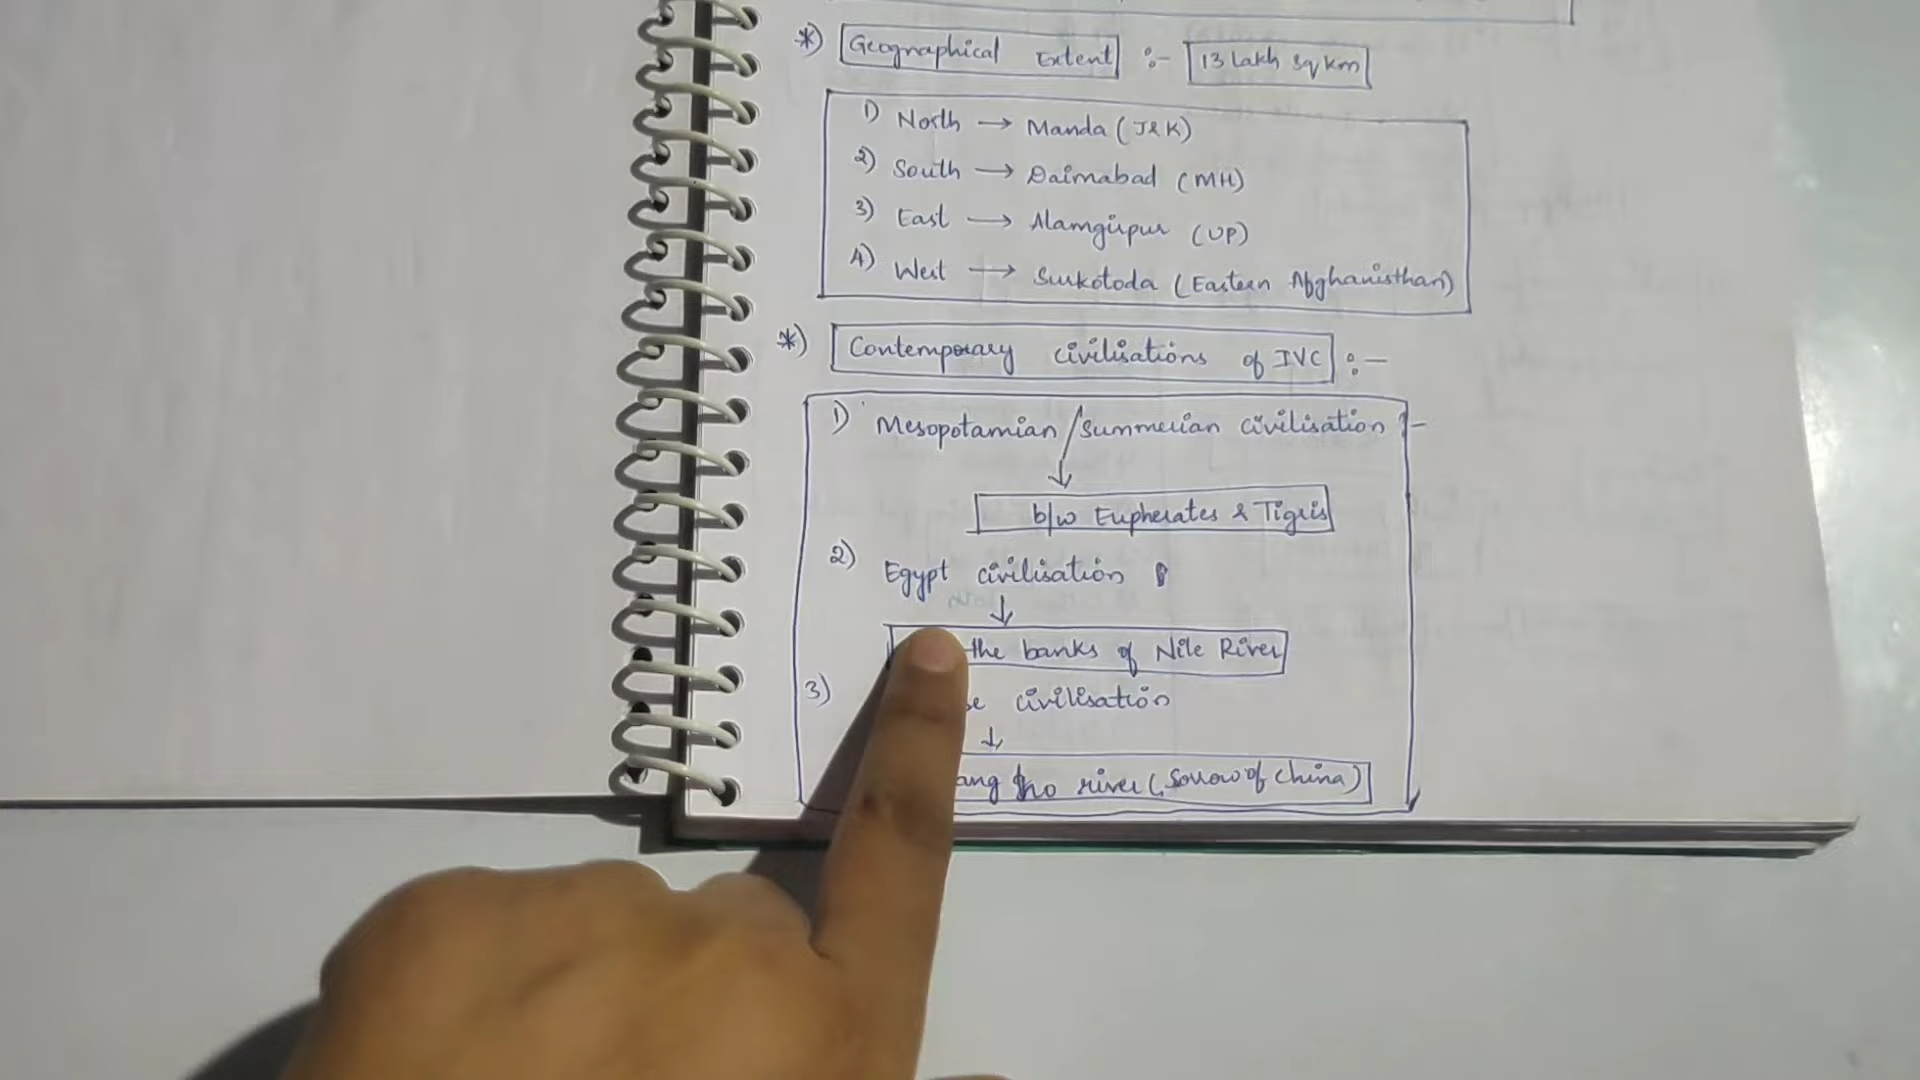 *) Geographical Extent :- 13 Lakh sq km
1) North → Manda (J&K)
2) South → Daimabad (MH)
3) East → Alamgirpur (UP)
4) West → Surkotoda (Eastern Afghanisthan)
*) Contemporary civilisations of IVC :-
1) Mesopotamian / Summerian civilisation :-
↓
b/w Eupherates & Tigris
2) Egypt civilisation
↓
the banks of Nile River
3) civilisation
↓
ho river (Sorrow of China)